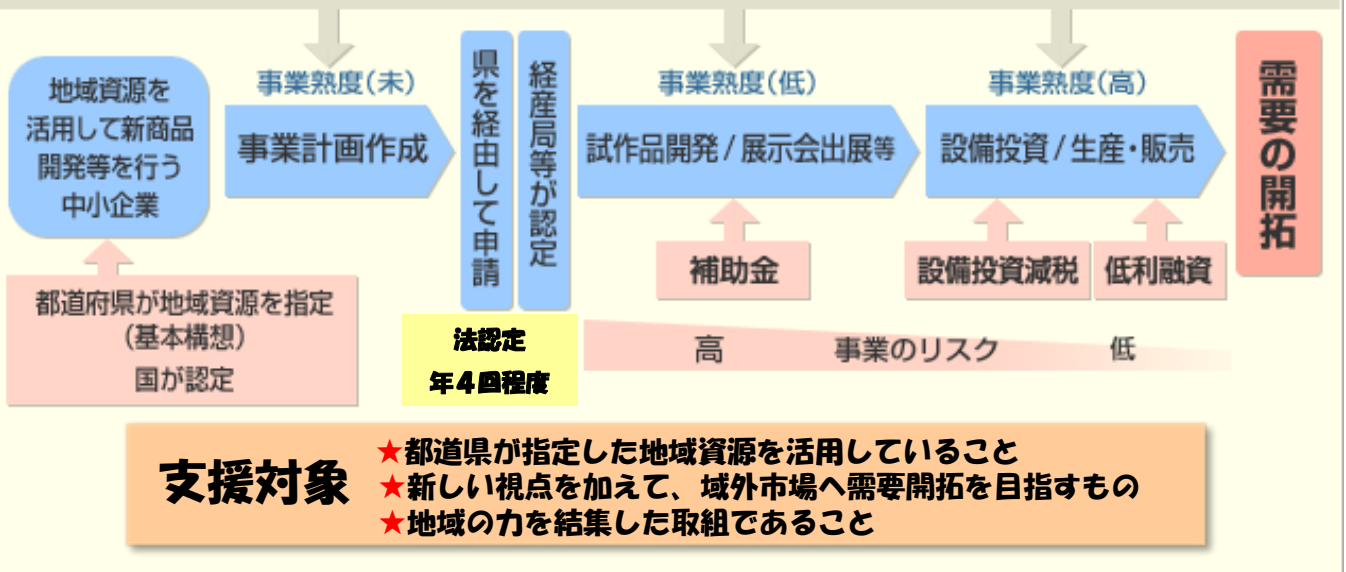 地域資源を
活用して新商品
開発等を行う
中小企業
都道府県が地域資源を指定
(基本構想)
国が認定
事業熟度(未)
事業計画作成
県を経由して申請
経産局等が認定
法認定
年4回程度
事業熟度(低)
試作品開発/展示会出展等
補助金
事業熟度(高)
設備投資/生産・販売
設備投資減税
低利融資
高
事業のリスク
低
需要の開拓
支援対象
★都道県が指定した地域資源を活用していること
★新しい視点を加えて、域外市場へ需要開拓を目指すもの
★地域の力を結集した取組であること